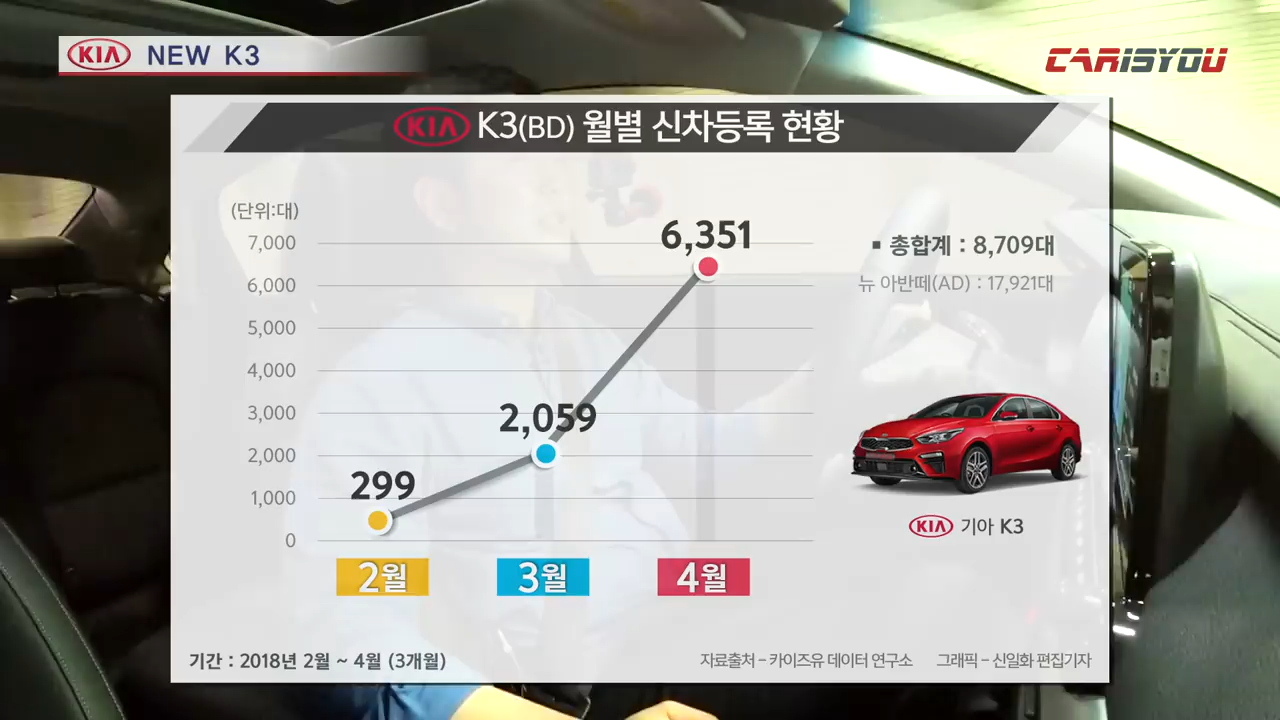 KIA NEW K3
CARISYOU
KIA K3(BD) 월별 신차등록 현황
(단위:대)
7,000
6,000
5,000
4,000
3,000
2,000
1,000
0
299
2,059
6,351
2월
3월
4월
▪ 총합계 : 8,709대
뉴 아반떼(AD) : 17,921대
KIA 기아 K3
기간 : 2018년 2월 ~ 4월 (3개월)
자료출처 – 카이즈유 데이터 연구소 그래픽 – 신일화 편집기자